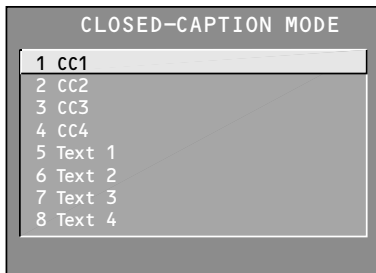 CLOSED-CAPTION MODE
1 CC1
2 CC2
3 CC3
4 CC4
5 Text 1
6 Text 2
7 Text 3
8 Text 4